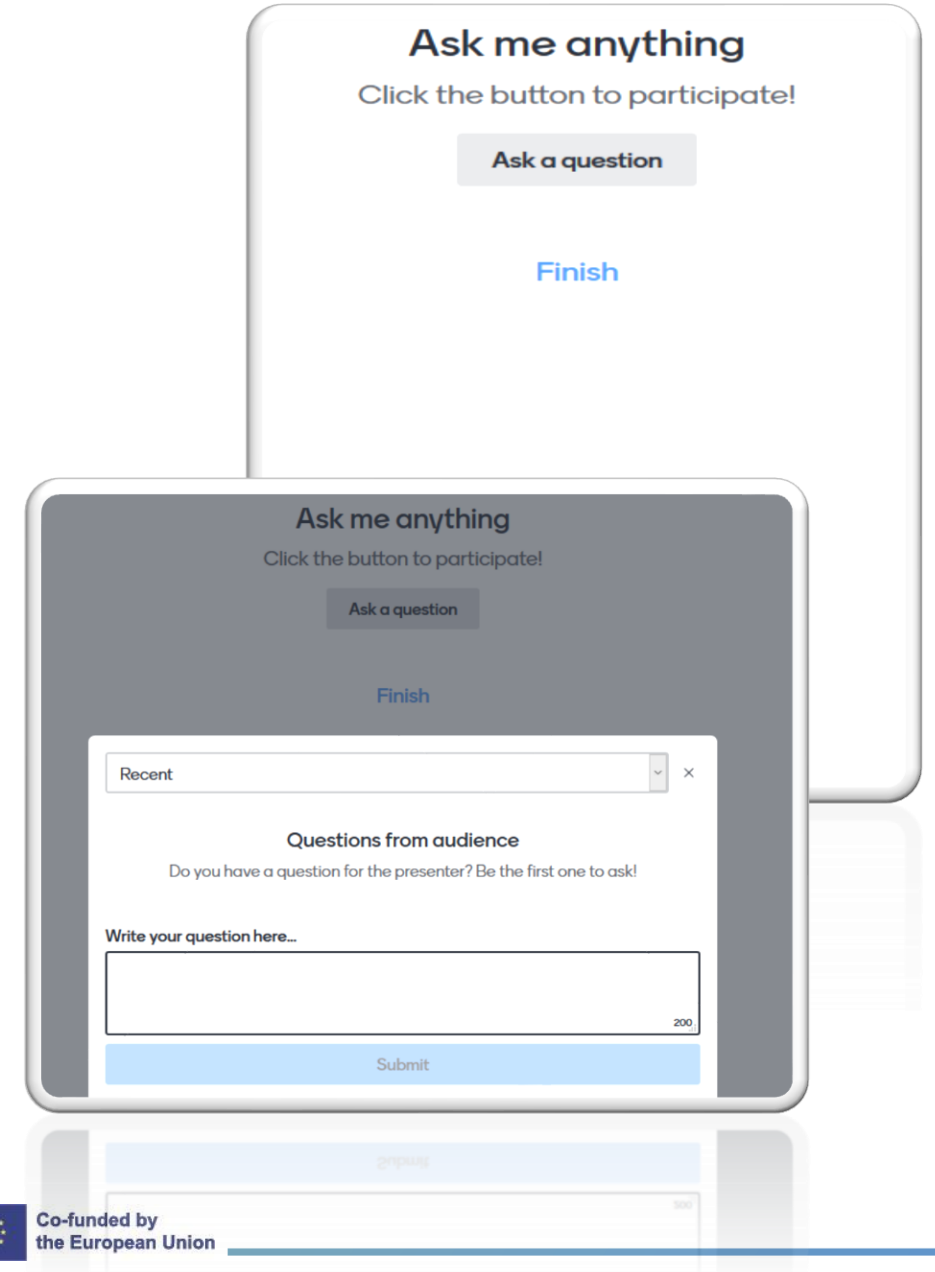 Ask me anything
Click the button to participate!
Ask a question
Finish
Ask me anything
Click the button to participate!
Ask a question
Finish
Recent
Questions from audience
Do you have a question for the presenter? Be the first one to ask!
Write your question here...
200
Submit
Submit
200
Co-funded by
the European Union